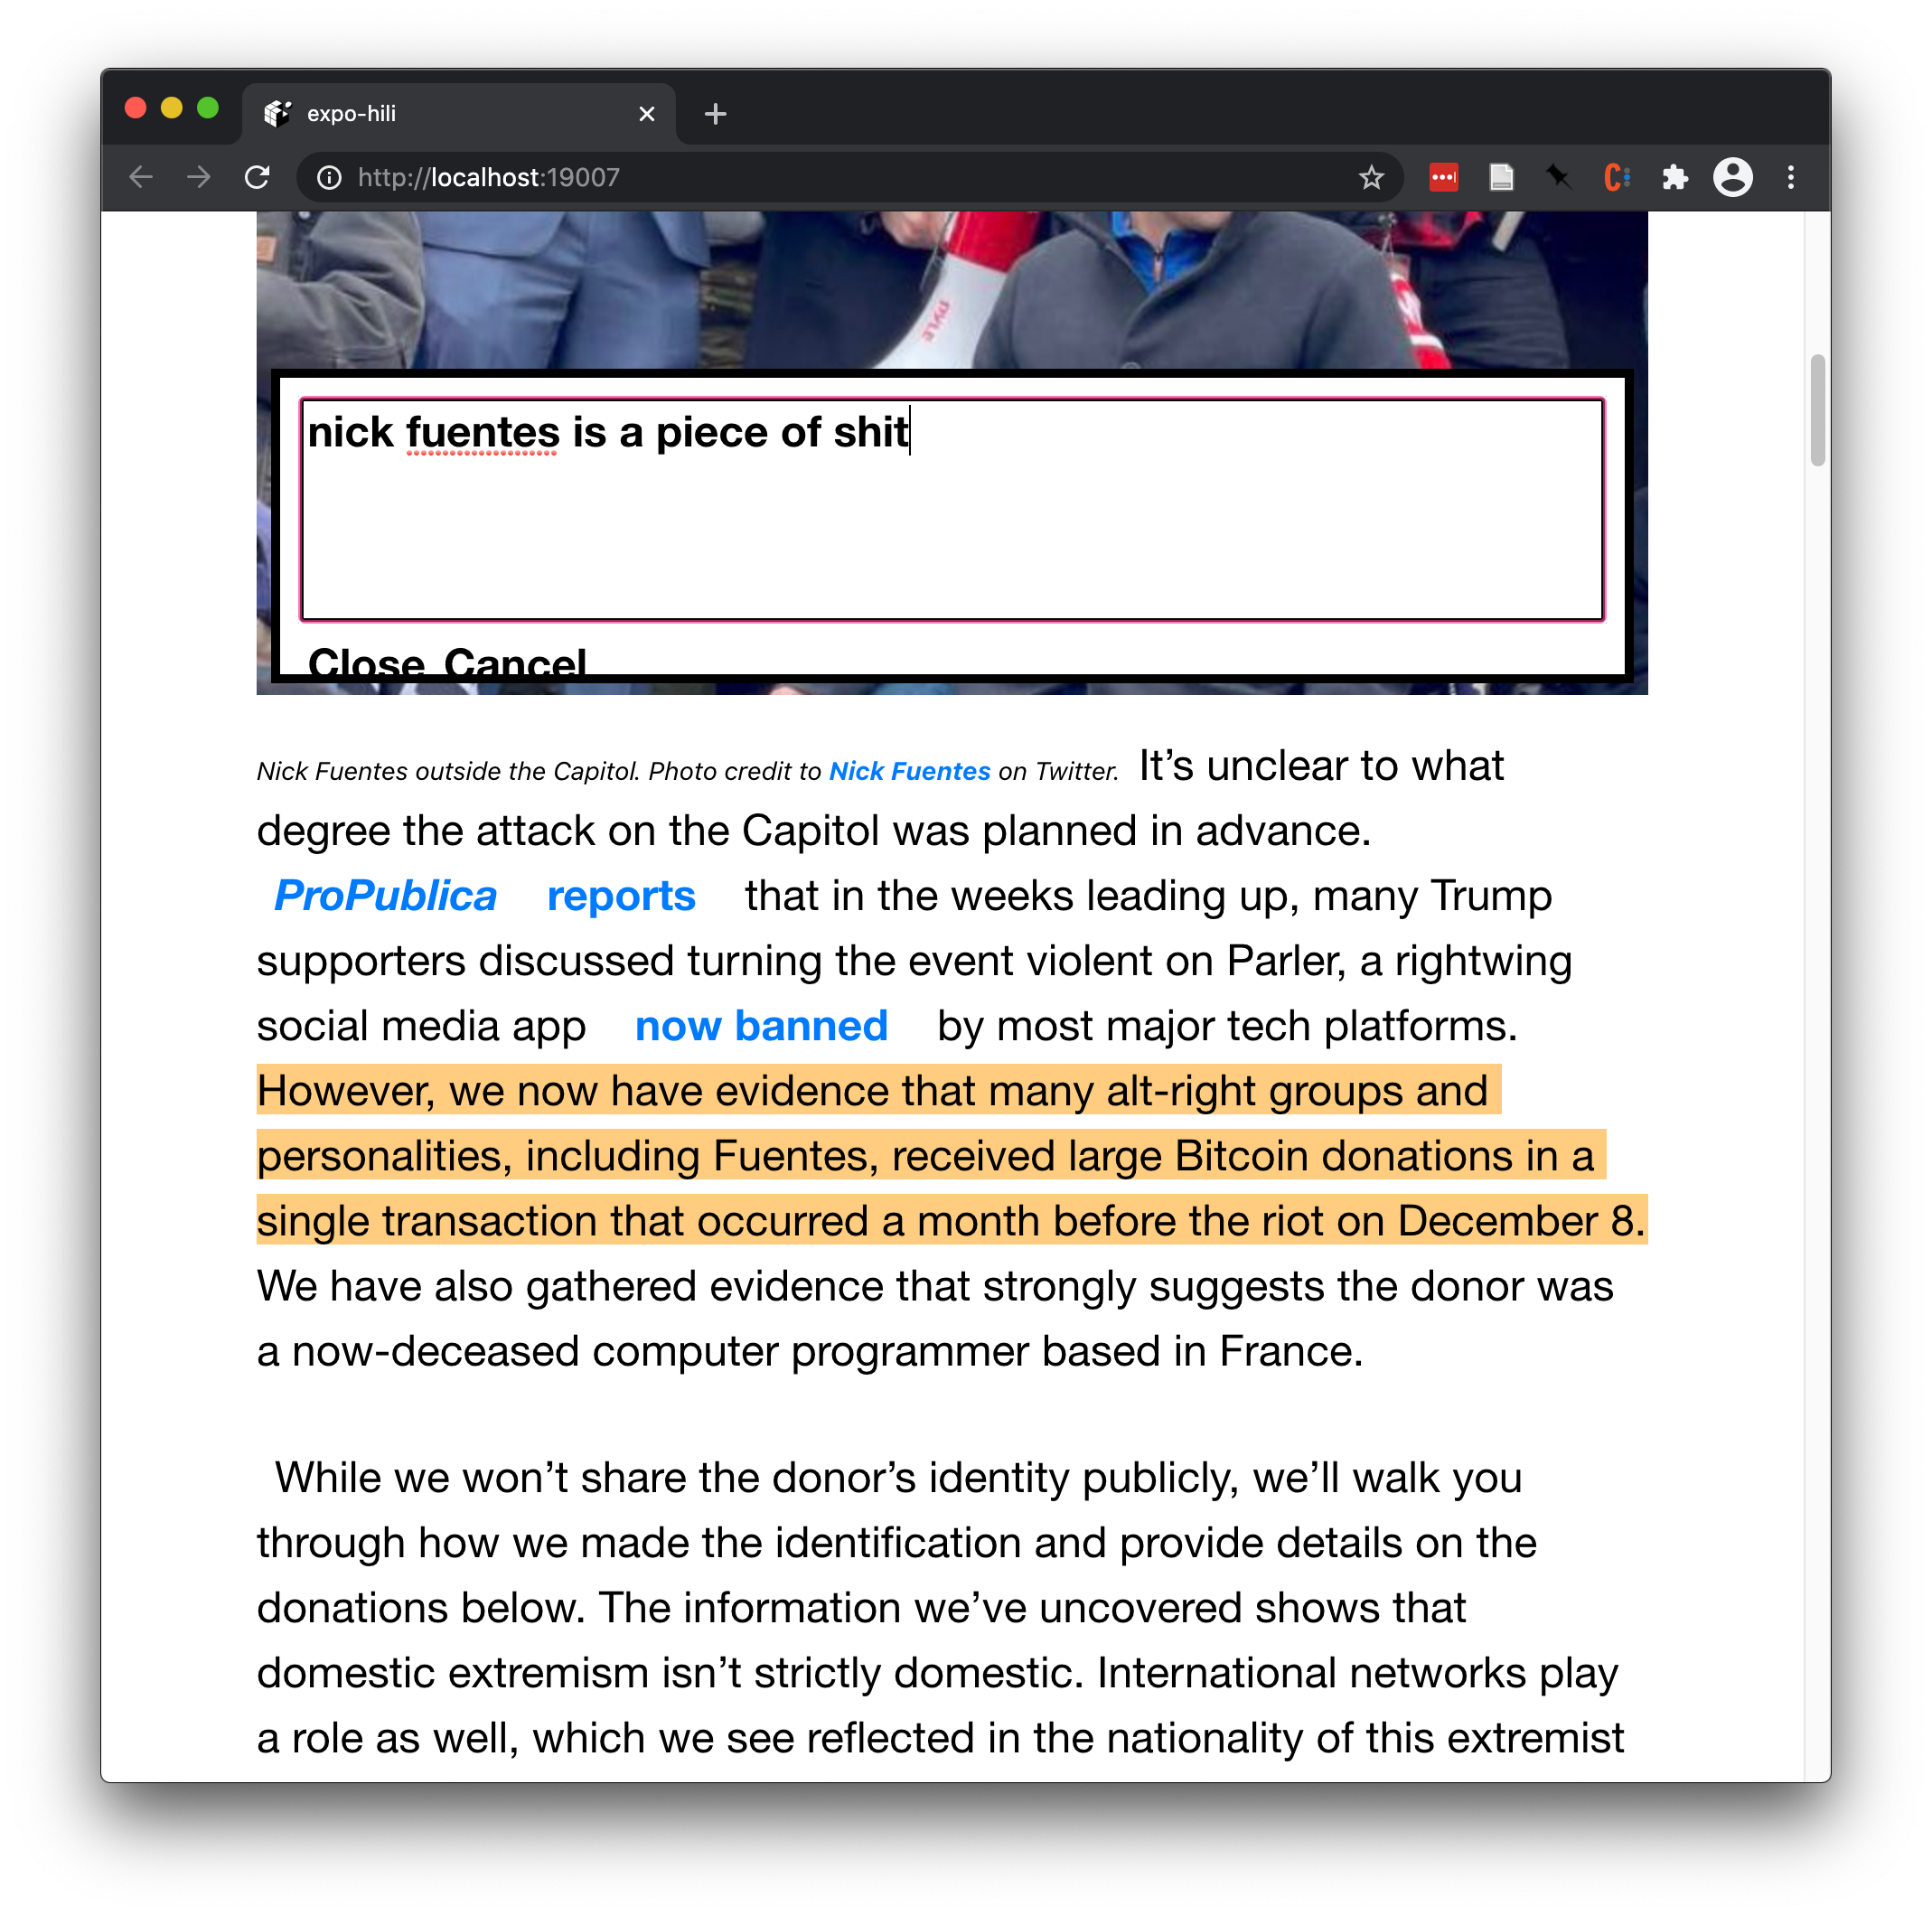 expo-hili
http://localhost:19007
PYLE
nick fuentes is a piece of shit
Close Cancel
Nick Fuentes outside the Capitol. Photo credit to Nick Fuentes on Twitter. It’s unclear to what
degree the attack on the Capitol was planned in advance.
ProPublica reports that in the weeks leading up, many Trump
supporters discussed turning the event violent on Parler, a rightwing
social media app now banned by most major tech platforms.
However, we now have evidence that many alt-right groups and
personalities, including Fuentes, received large Bitcoin donations in a
single transaction that occurred a month before the riot on December 8.
We have also gathered evidence that strongly suggests the donor was
a now-deceased computer programmer based in France.
While we won’t share the donor’s identity publicly, we’ll walk you
through how we made the identification and provide details on the
donations below. The information we’ve uncovered shows that
domestic extremism isn’t strictly domestic. International networks play
a role as well, which we see reflected in the nationality of this extremist